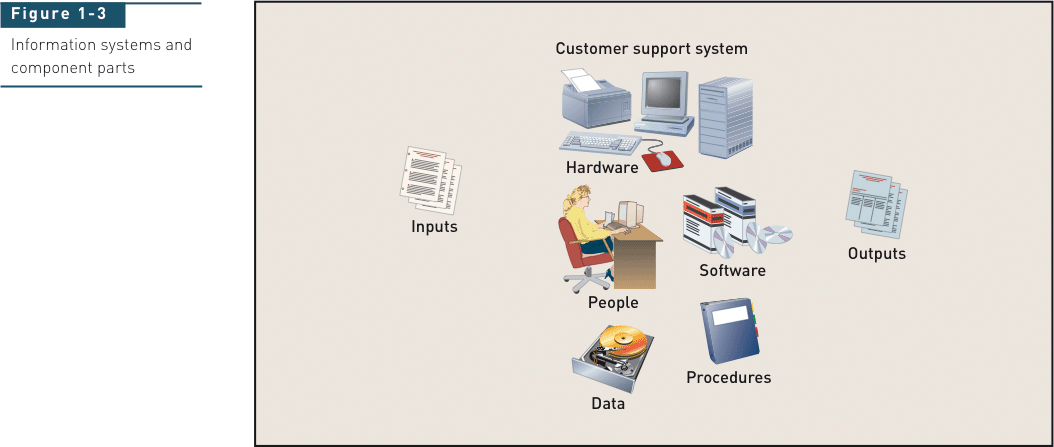 Figure 1-3
Information systems and
component parts
Customer support system
Hardware
Inputs
Software
Outputs
People
Procedures
Data